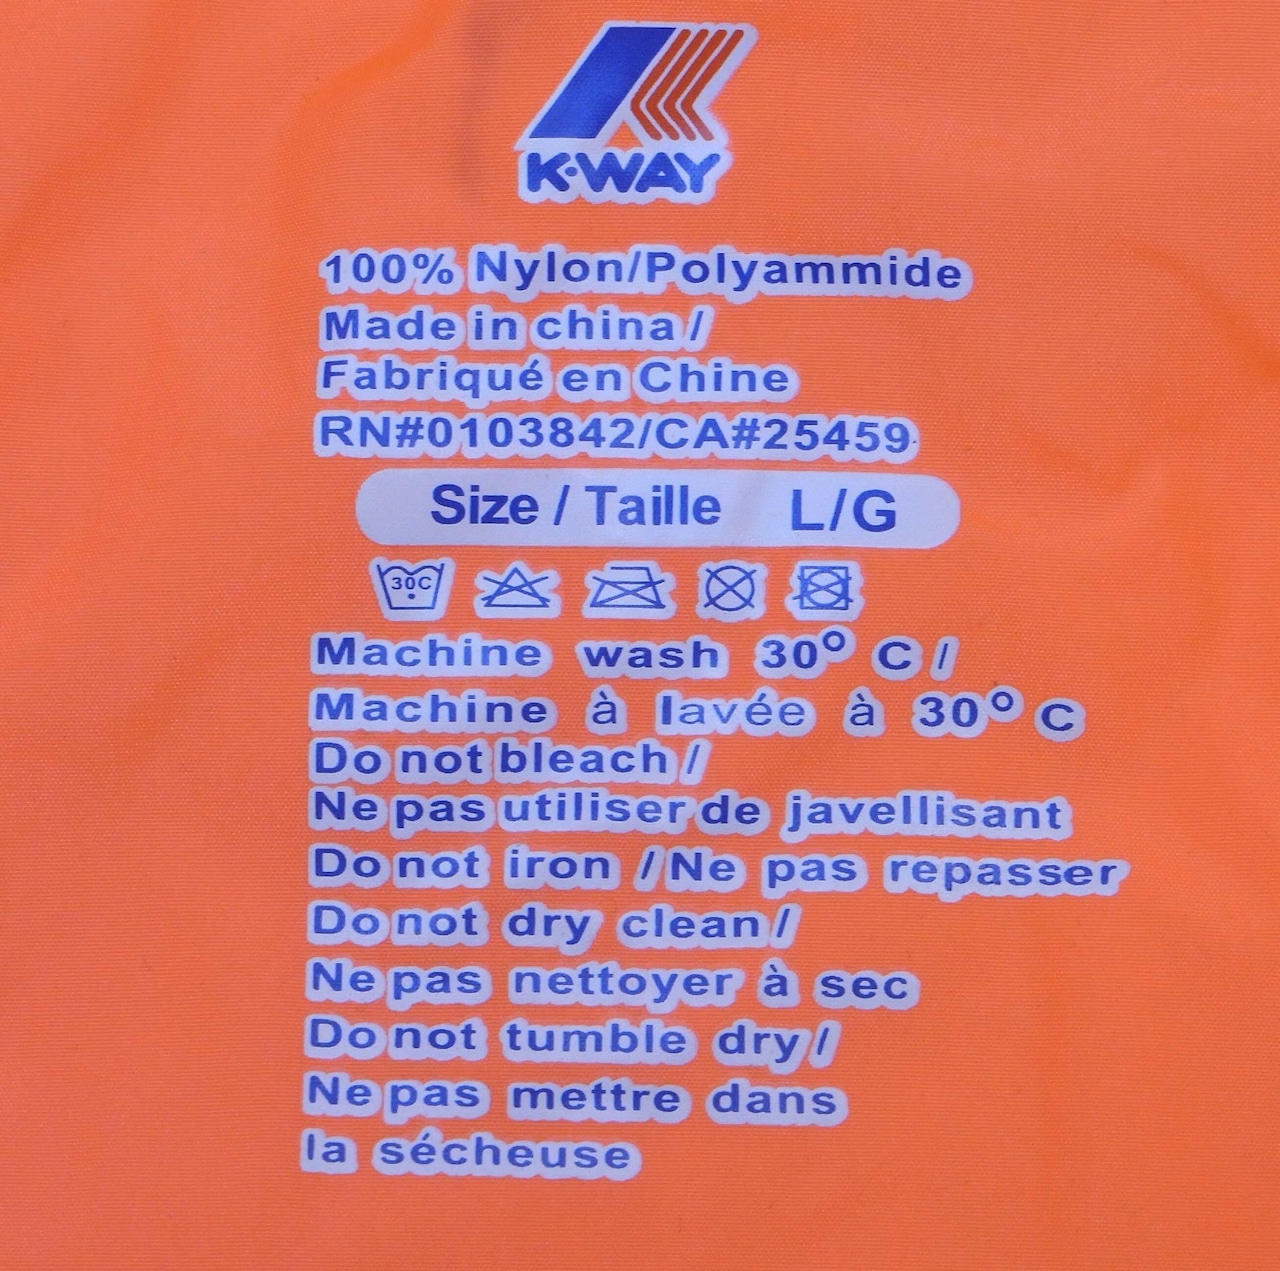 K·WAY
100% Nylon/Polyammide
Made in china /
Fabriqué en Chine
RN#0103842/CA#25459
Size / Taille L/G
30C
Machine wash 30° C /
Machine à lavée à 30° C
Do not bleach /
Ne pas utiliser de javellisant
Do not iron / Ne pas repasser
Do not dry clean /
Ne pas nettoyer à sec
Do not tumble dry /
Ne pas mettre dans
la sécheuse